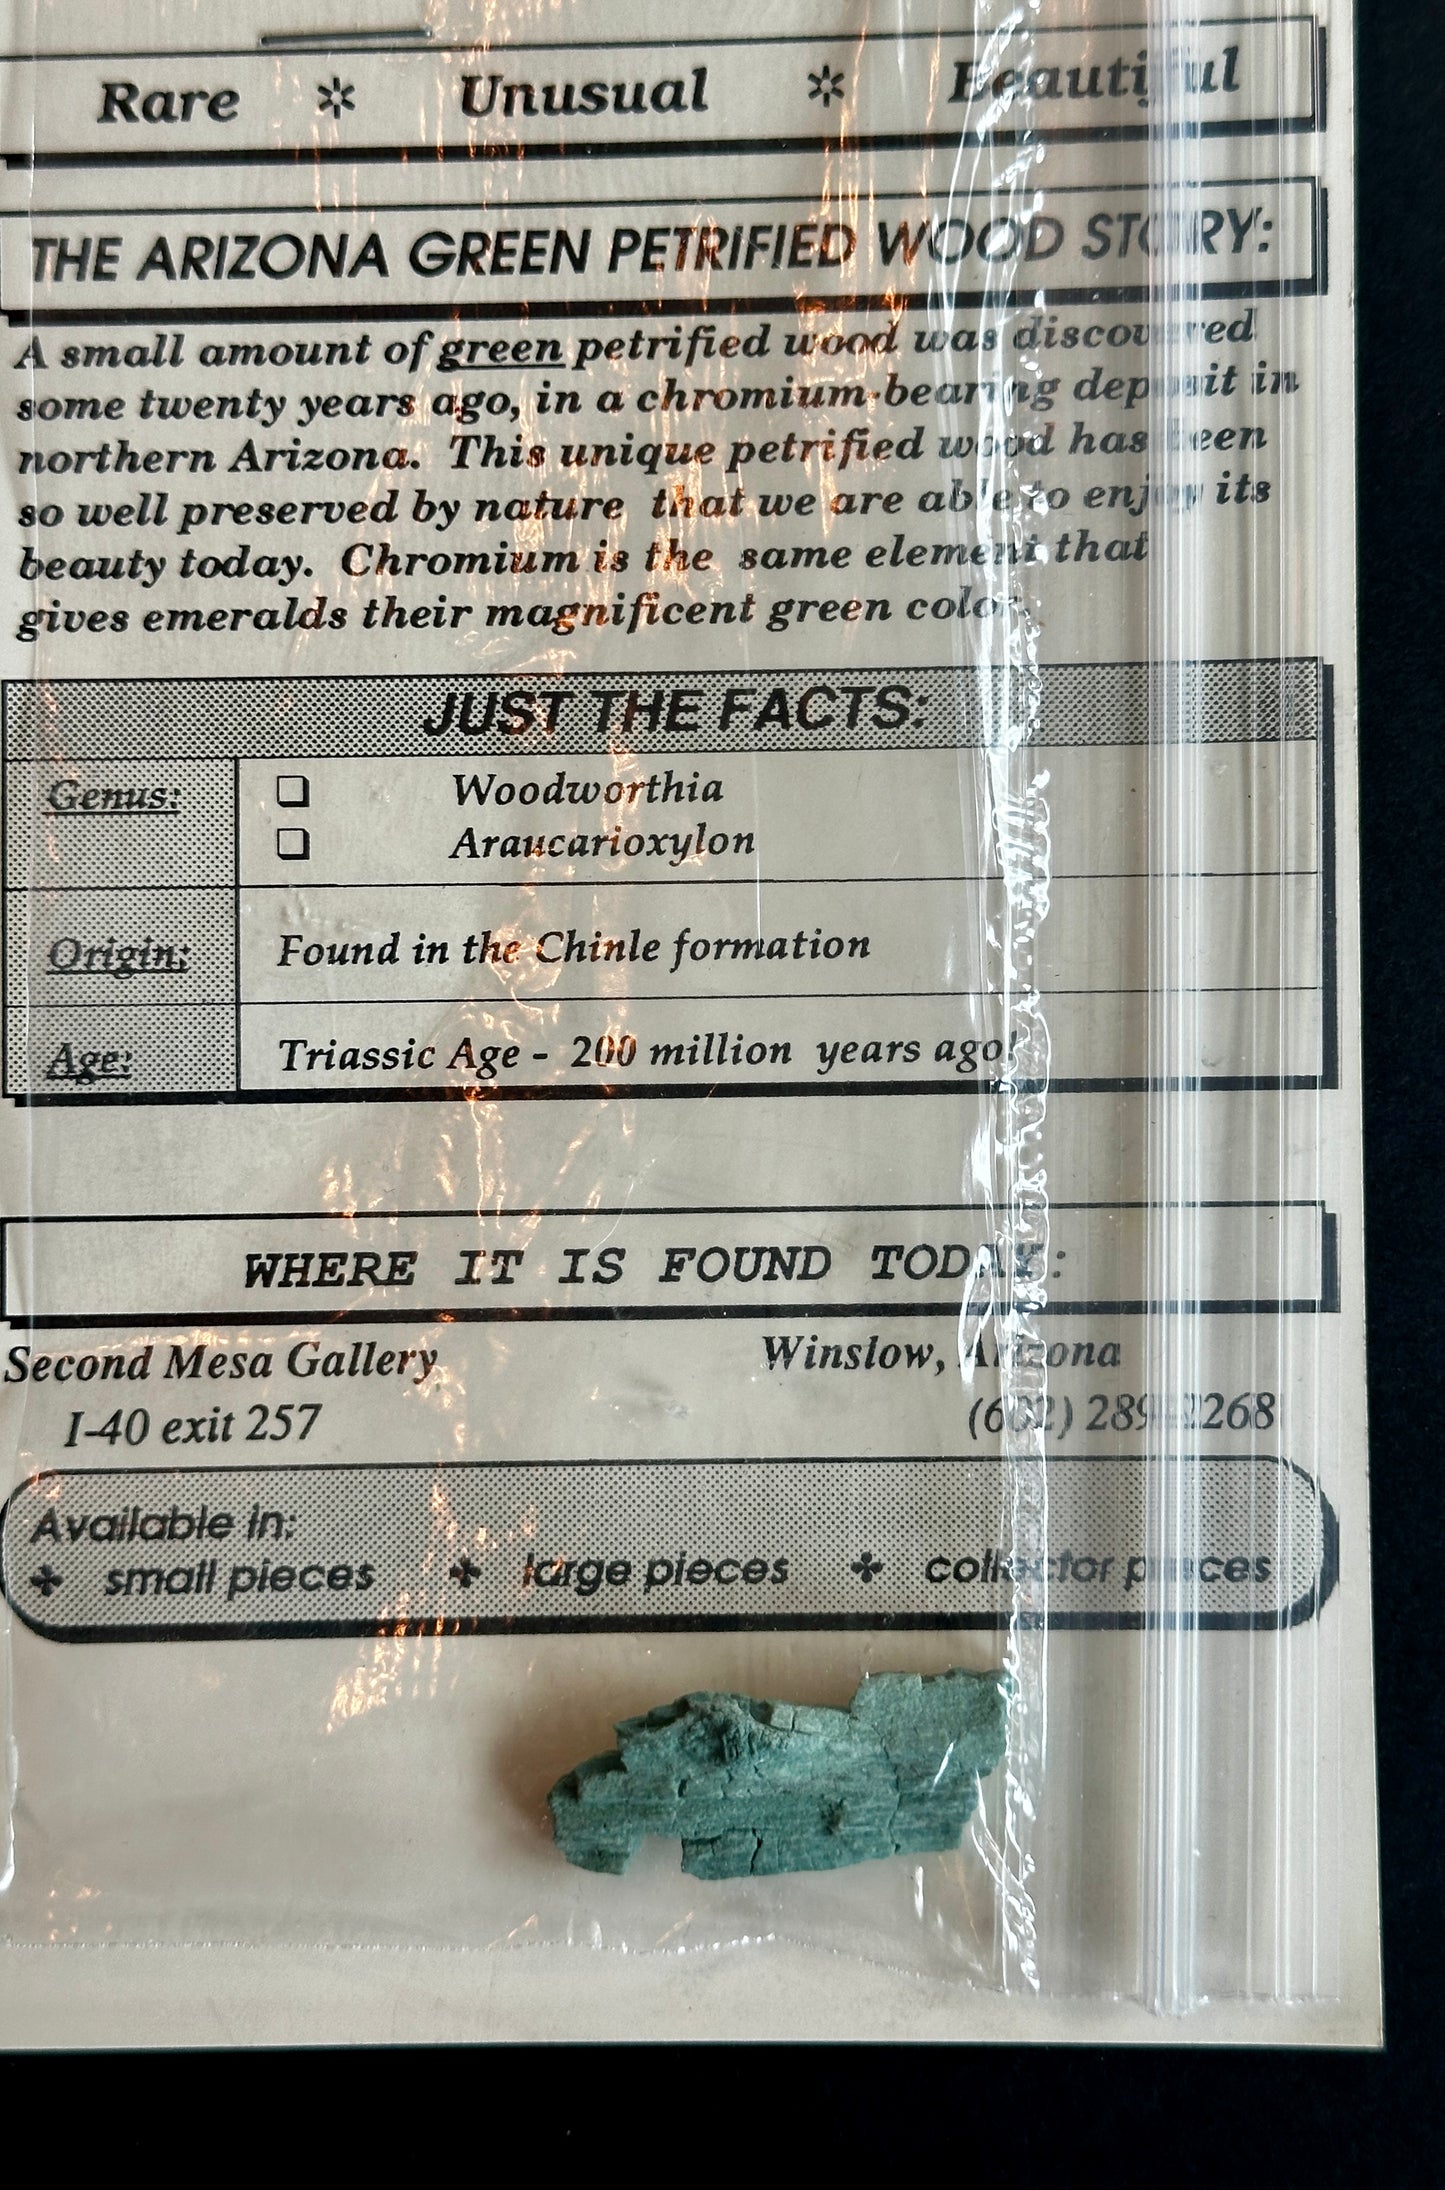 Rare * Unusual * Beautiful
THE ARIZONA GREEN PETRIFIED WOOD STORY:
A small amount of green petrified wood was discovered
some twenty years ago, in a chromium-bearing deposit in
northern Arizona. This unique petrified wood has been
so well preserved by nature that we are able to enjoy its
beauty today. Chromium is the same element that
gives emeralds their magnificent green color.
JUST THE FACTS:
Genus: ❏ Woodworthia
❏ Araucarioxylon
Origin: Found in the Chinle formation
Age: Triassic Age - 200 million years ago!
WHERE IT IS FOUND TODAY:
Second Mesa Gallery Winslow, Arizona
I-40 exit 257 (602) 289-2268
Available in:
✤ small pieces ✤ large pieces ✤ collector pieces